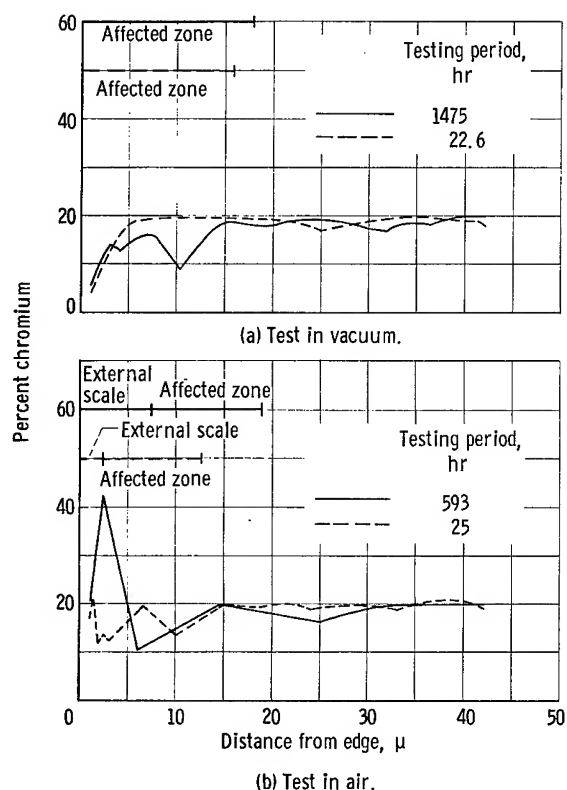 60
Affected zone
Affected zone
Testing period,
hr
1475
22.6
40
20
0
(a) Test in vacuum.
Percent chromium
External
scale
Affected zone
60
External scale
Affected zone
Testing period,
hr
593
25
40
20
0
10
20
30
40
50
Distance from edge, μ
(b) Test in air.